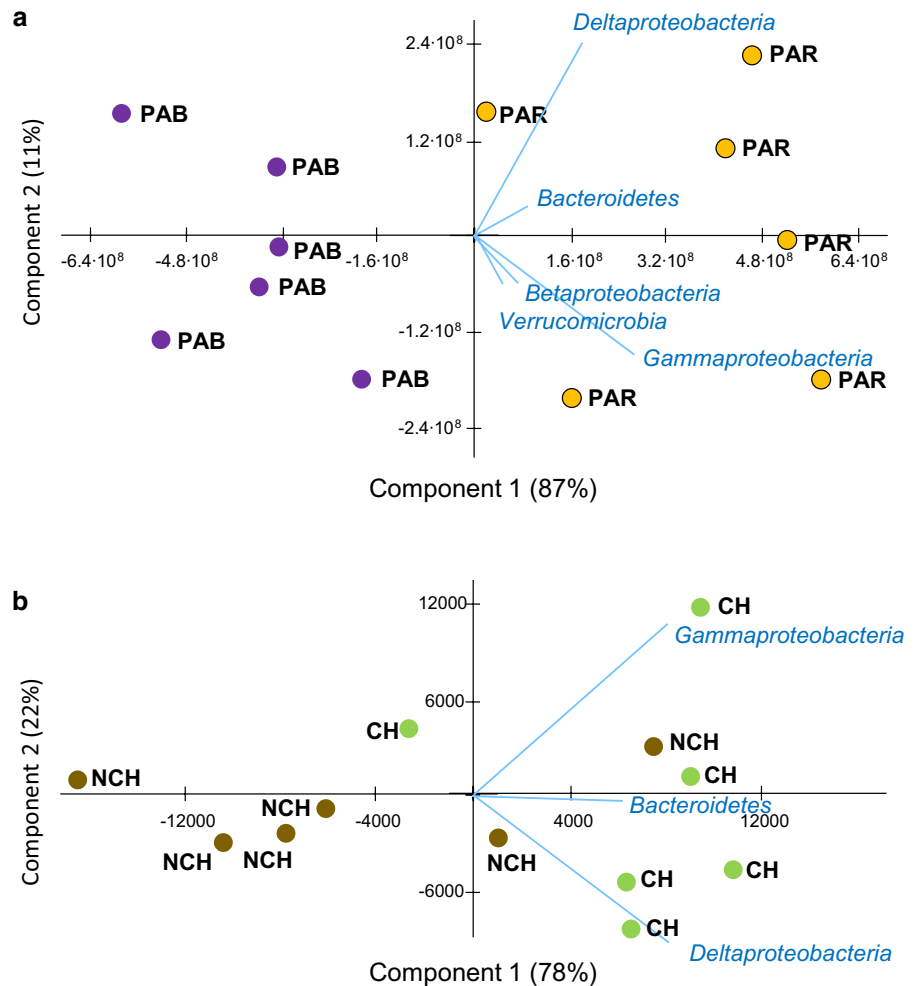 a
Deltaproteobacteria
2.4·10⁸
PAR
PAB
PAR
1.2·10⁸
PAR
PAB
Bacteroidetes
Component 2 (11%)
PAB
PAR
-6.4·10⁸
-4.8·10⁸
-1.6·10⁸
1.6·10⁸
3.2·10⁸
4.8·10⁸
6.4·10⁸
PAB
Betaproteobacteria
Verrucomicrobia
-1.2·10⁸
PAB
Gammaproteobacteria
PAB
PAR
PAR
-2.4·10⁸
Component 1 (87%)
b
12000
CH
Gammaproteobacteria
6000
CH
NCH
Component 2 (22%)
NCH
CH
NCH
Bacteroidetes
-12000
-4000
4000
12000
NCH
NCH
NCH
CH
CH
-6000
CH
Deltaproteobacteria
Component 1 (78%)